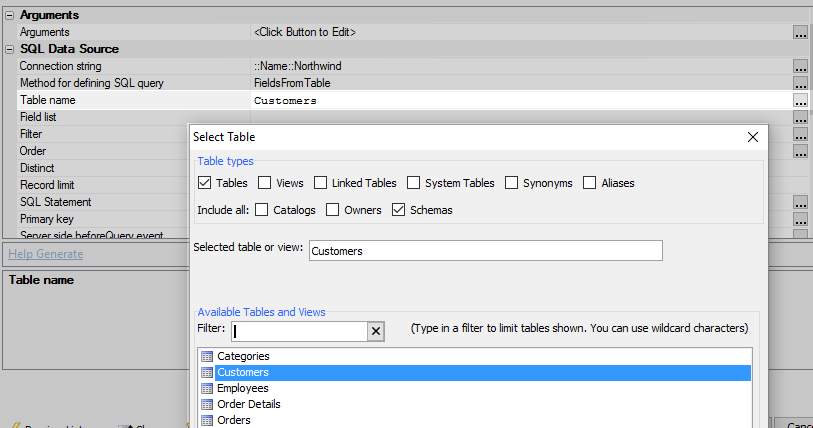 Arguments
Arguments <Click Button to Edit> ...
SQL Data Source
Connection string ::Name::Northwind ...
Method for defining SQL query FieldsFromTable ...
Table name Customers ...
Field list ...
Filter ...
Order ...
Distinct
Record limit
SQL Statement ...
Primary key ...
Server side beforeQuery event ...
Help Generate
Table name
Select Table
Table types
Tables Views Linked Tables System Tables Synonyms Aliases
Include all: Catalogs Owners Schemas
Selected table or view: Customers
Available Tables and Views
Filter: (Type in a filter to limit tables shown. You can use wildcard characters)
Categories
Customers
Employees
Order Details
Orders